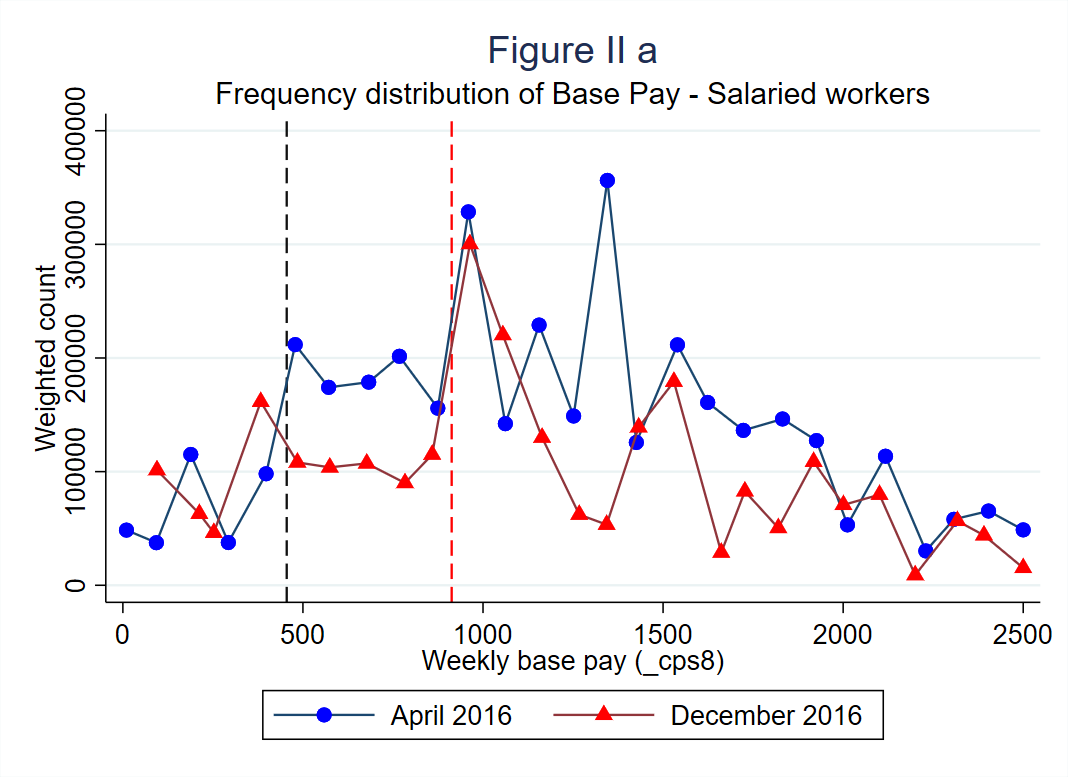 Figure II a
Frequency distribution of Base Pay - Salaried workers
Weighted count
400000
300000
200000
100000
0
0 500 1000 1500 2000 2500
Weekly base pay (_cps8)
April 2016 December 2016